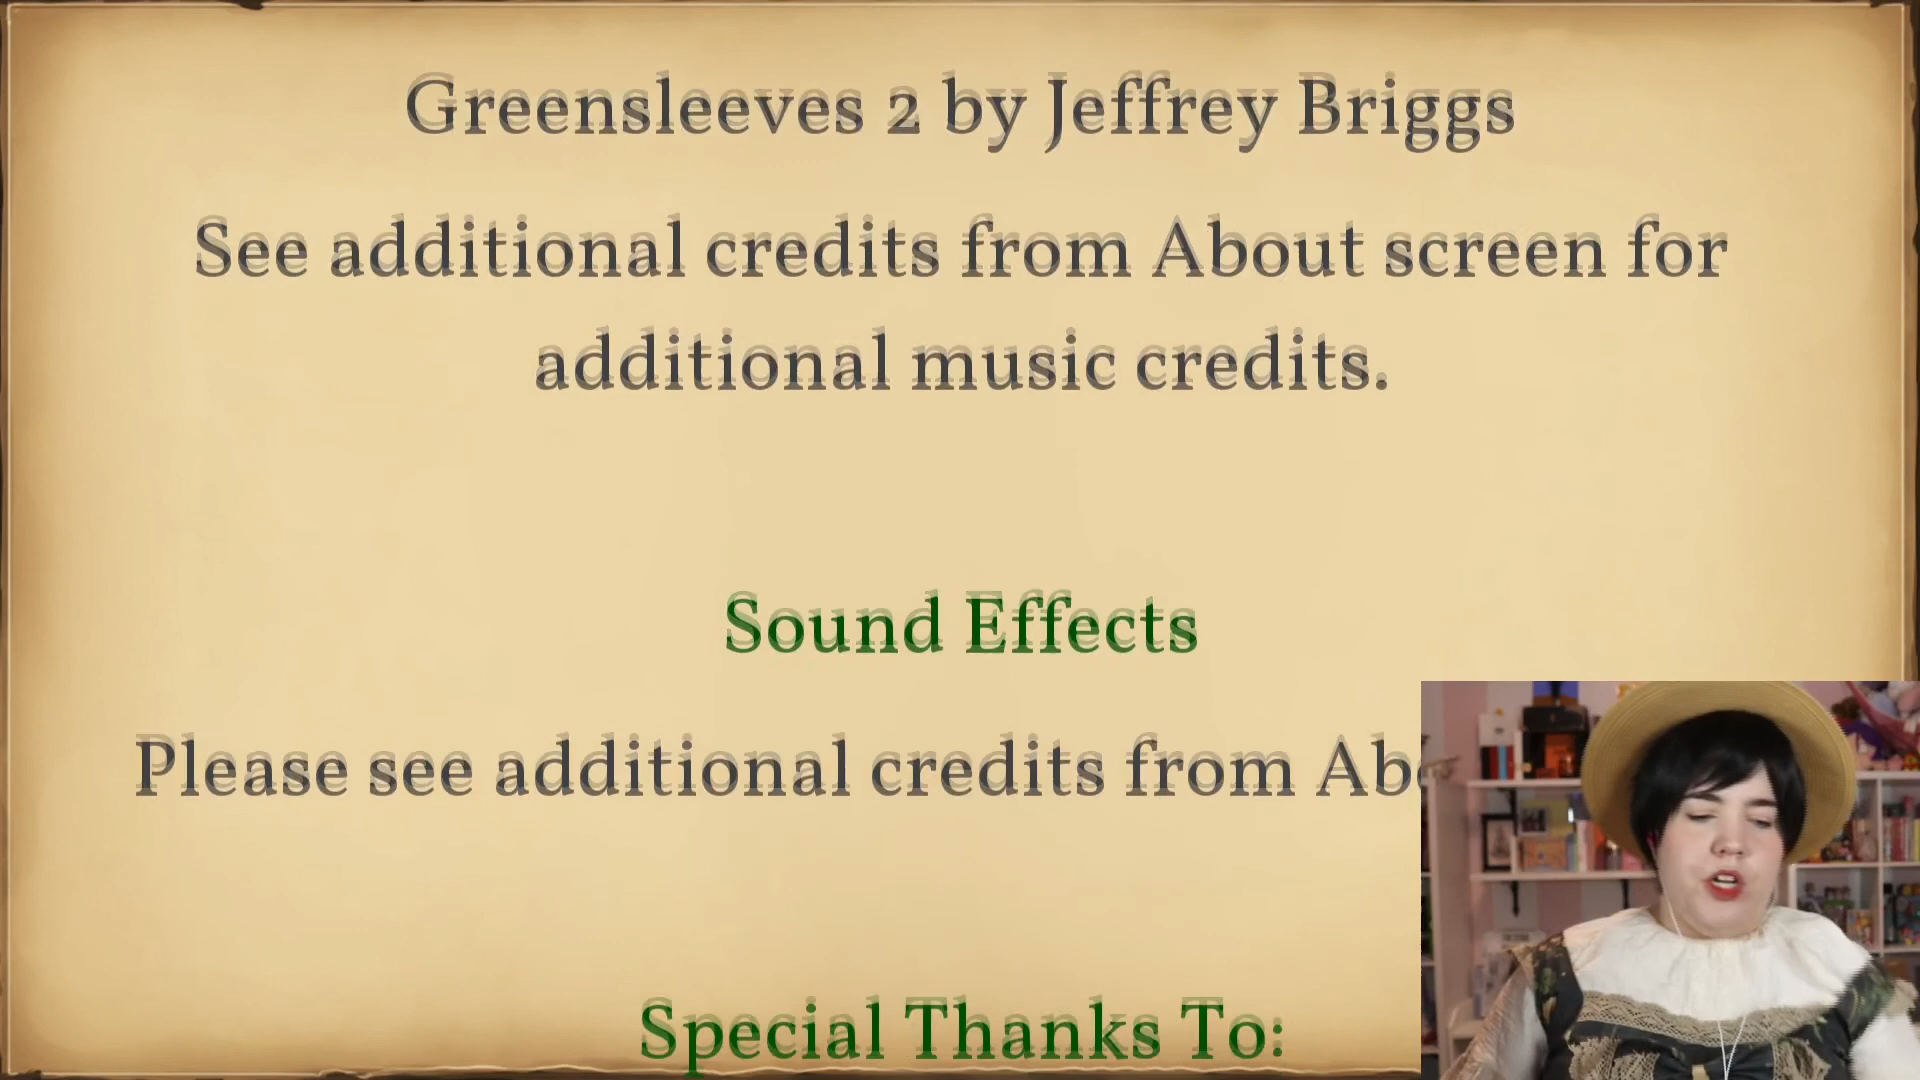 Greensleeves 2 by Jeffrey Briggs
See additional credits from About screen for
additional music credits.
Sound Effects
Please see additional credits from
Special Thanks To: